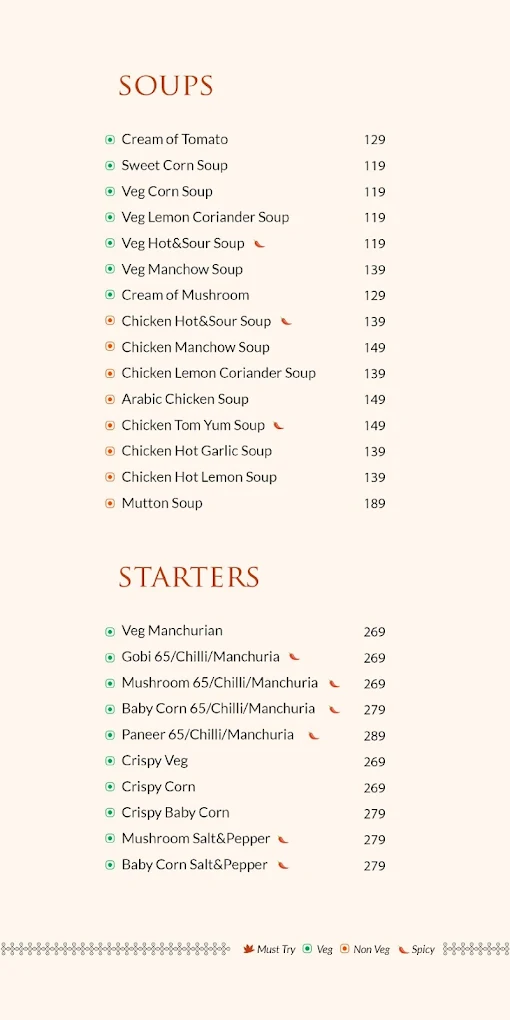 SOUPS
Cream of Tomato 129
Sweet Corn Soup 119
Veg Corn Soup 119
Veg Lemon Coriander Soup 119
Veg Hot&Sour Soup 119
Veg Manchow Soup 139
Cream of Mushroom 129
Chicken Hot&Sour Soup 139
Chicken Manchow Soup 149
Chicken Lemon Coriander Soup 139
Arabic Chicken Soup 149
Chicken Tom Yum Soup 149
Chicken Hot Garlic Soup 139
Chicken Hot Lemon Soup 139
Mutton Soup 189
STARTERS
Veg Manchurian 269
Gobi 65/Chilli/Manchuria 269
Mushroom 65/Chilli/Manchuria 269
Baby Corn 65/Chilli/Manchuria 279
Paneer 65/Chilli/Manchuria 289
Crispy Veg 269
Crispy Corn 269
Crispy Baby Corn 279
Mushroom Salt&Pepper 279
Baby Corn Salt&Pepper 279
Must Try Veg Non Veg Spicy